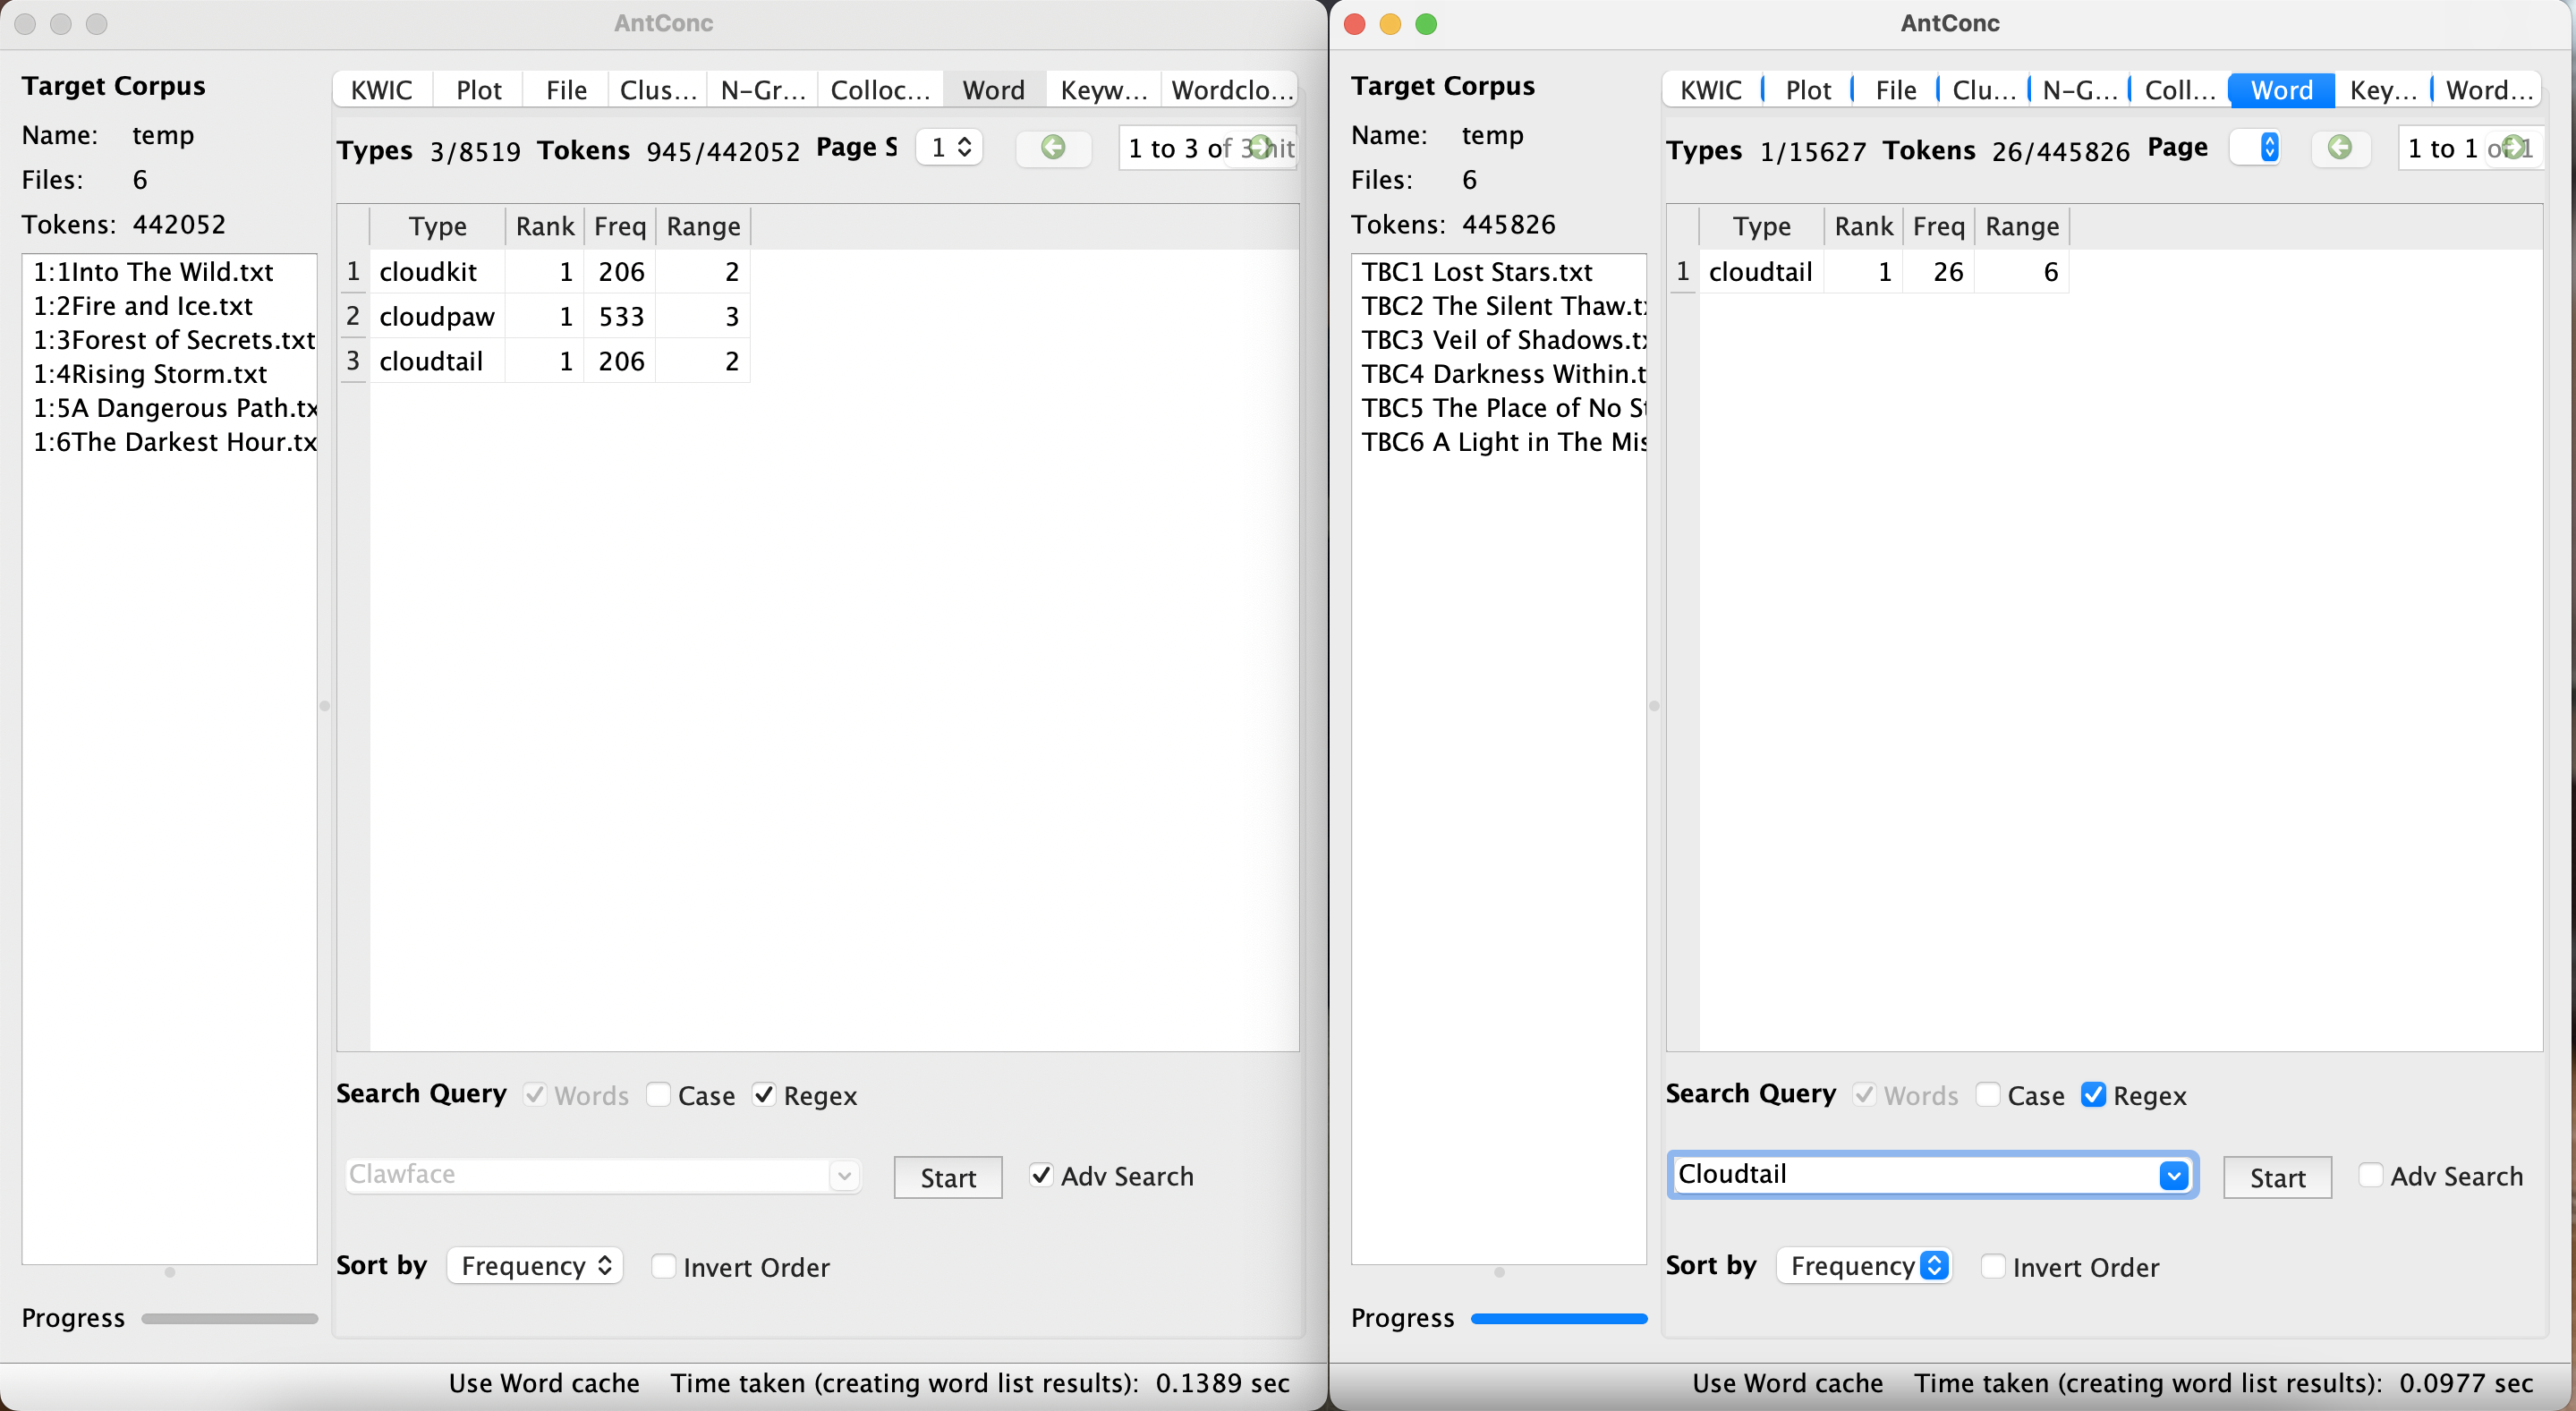 AntConc
Target Corpus
Name: temp
Files: 6
Tokens: 442052
1:1Into The Wild.txt
1:2Fire and Ice.txt
1:3Forest of Secrets.txt
1:4Rising Storm.txt
1:5A Dangerous Path.tx
1:6The Darkest Hour.tx
Progress
KWIC Plot File Clus... N-Gr... Colloc... Word Keyw... Wordclo...
Types 3/8519 Tokens 945/442052 Page S 1 1 to 3 of 3 hit
Type Rank Freq Range
1 cloudkit 1 206 2
2 cloudpaw 1 533 3
3 cloudtail 1 206 2
Search Query Words Case Regex
Clawface Start Adv Search
Sort by Frequency Invert Order
Use Word cache Time taken (creating word list results): 0.1389 sec
AntConc
Target Corpus
Name: temp
Files: 6
Tokens: 445826
TBC1 Lost Stars.txt
TBC2 The Silent Thaw.tx
TBC3 Veil of Shadows.tx
TBC4 Darkness Within.t
TBC5 The Place of No St
TBC6 A Light in The Mis
Progress
KWIC Plot File Clu... N-G... Coll... Word Key... Word...
Types 1/15627 Tokens 26/445826 Page 1 to 1 of 1
Type Rank Freq Range
1 cloudtail 1 26 6
Search Query Words Case Regex
Cloudtail Start Adv Search
Sort by Frequency Invert Order
Use Word cache Time taken (creating word list results): 0.0977 sec